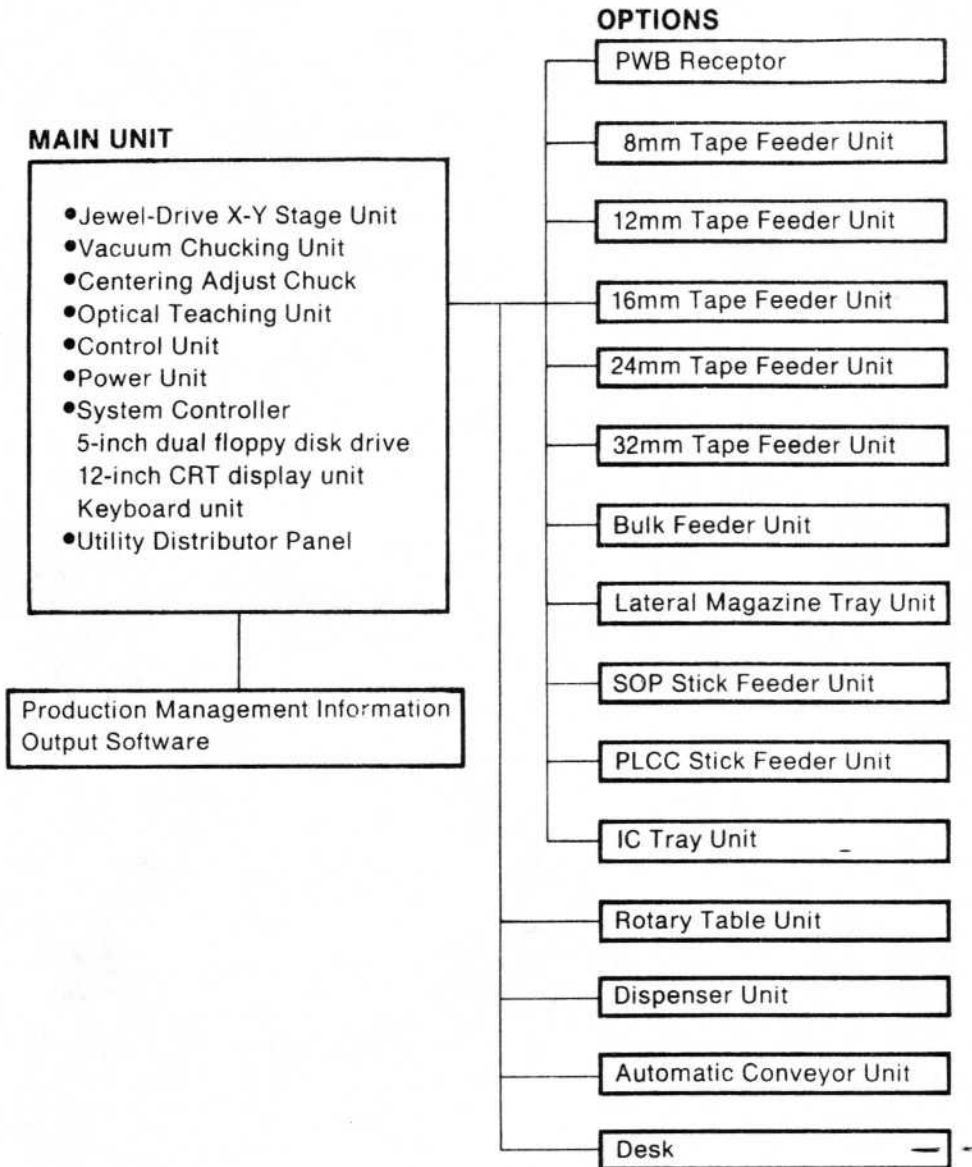 MAIN UNIT
●Jewel-Drive X-Y Stage Unit
●Vacuum Chucking Unit
●Centering Adjust Chuck
●Optical Teaching Unit
●Control Unit
●Power Unit
●System Controller
5-inch dual floppy disk drive
12-inch CRT display unit
Keyboard unit
●Utility Distributor Panel
Production Management Information
Output Software
OPTIONS
PWB Receptor
8mm Tape Feeder Unit
12mm Tape Feeder Unit
16mm Tape Feeder Unit
24mm Tape Feeder Unit
32mm Tape Feeder Unit
Bulk Feeder Unit
Lateral Magazine Tray Unit
SOP Stick Feeder Unit
PLCC Stick Feeder Unit
IC Tray Unit
Rotary Table Unit
Dispenser Unit
Automatic Conveyor Unit
Desk